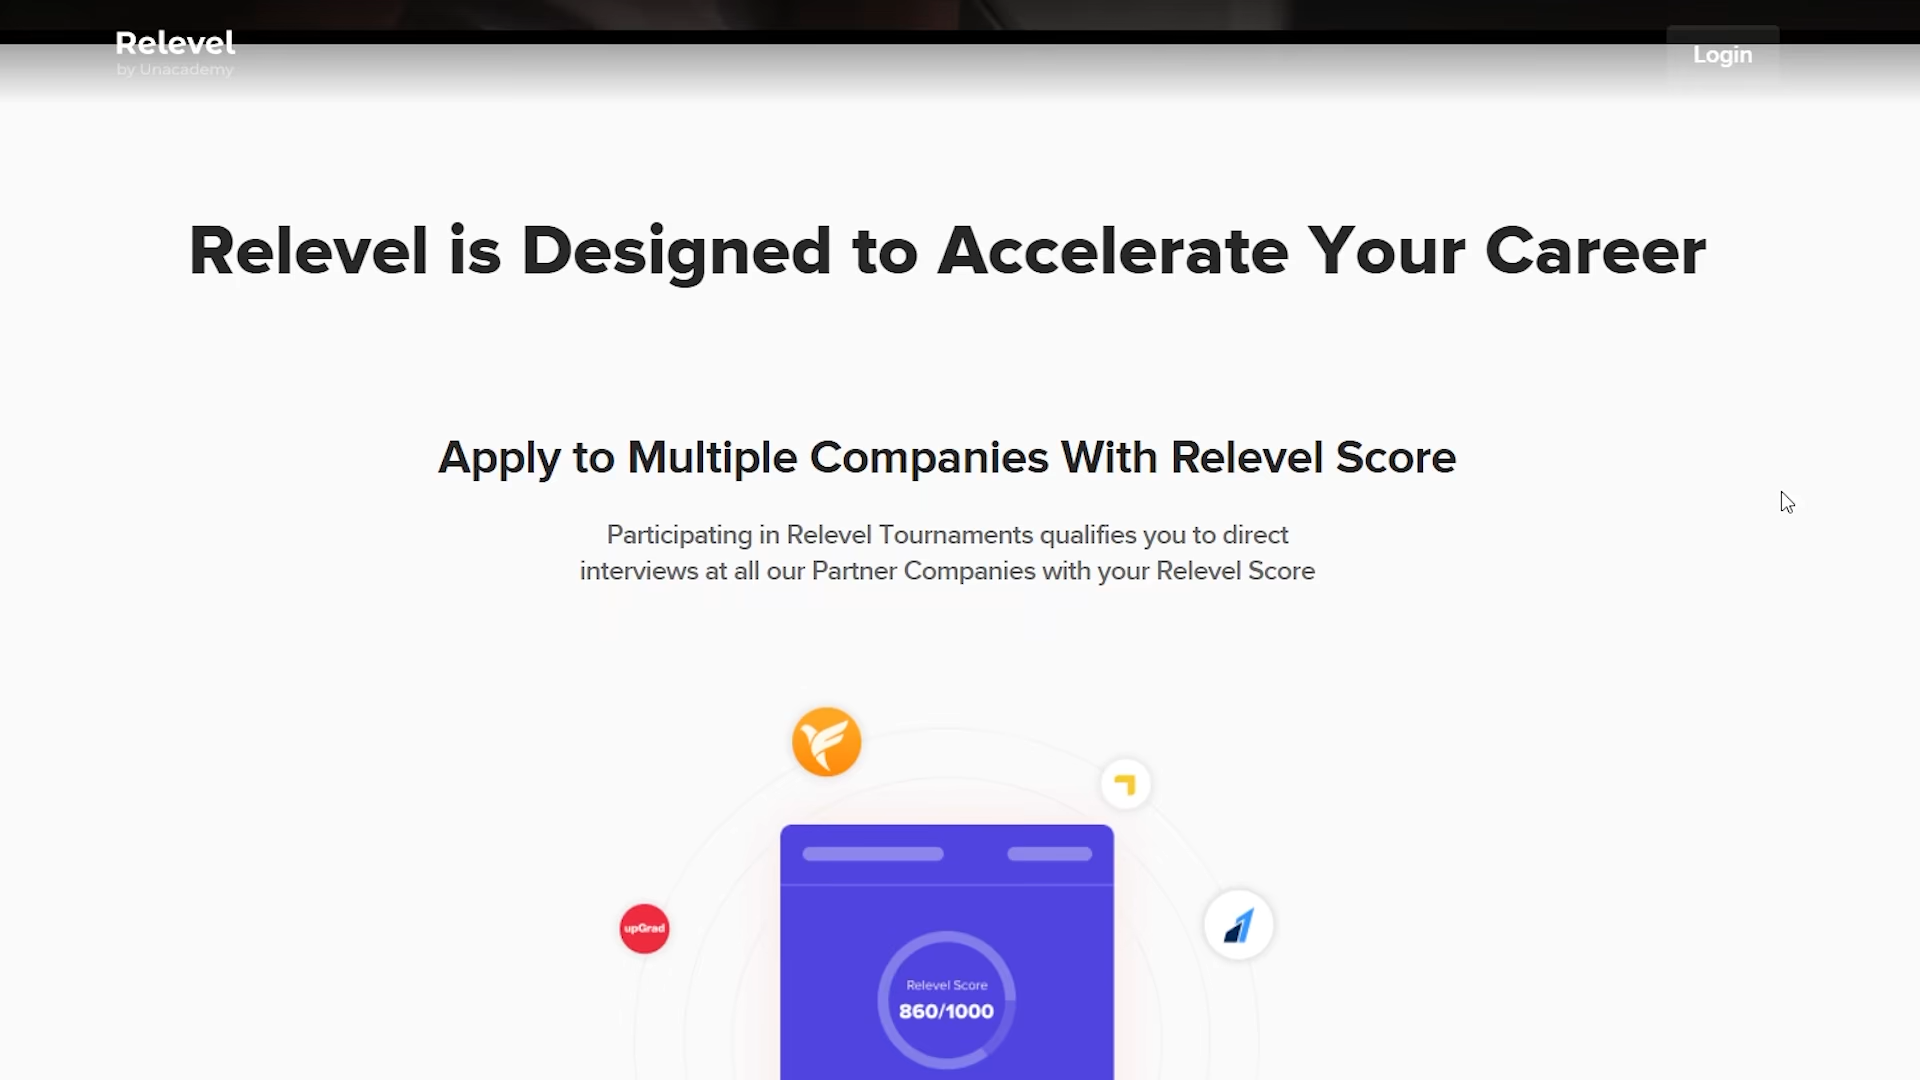 Relevel
by Unacademy
Login
Relevel is Designed to Accelerate Your Career
Apply to Multiple Companies With Relevel Score
Participating in Relevel Tournaments qualifies you to direct
interviews at all our Partner Companies with your Relevel Score
upGrad
Relevel Score
860/1000